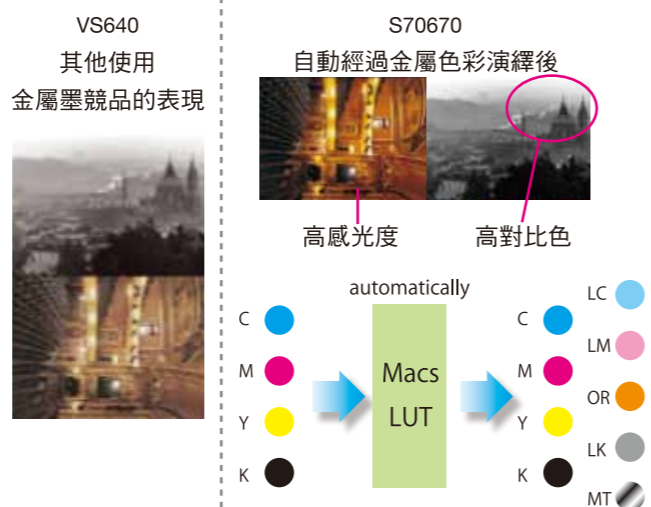 VS640
其他使用
金屬墨競品的表現
S70670
自動經過金屬色彩演繹後
高感光度
高對比色
automatically
C
M
Y
K
Macs
LUT
C
M
Y
K
LC
LM
OR
LK
MT